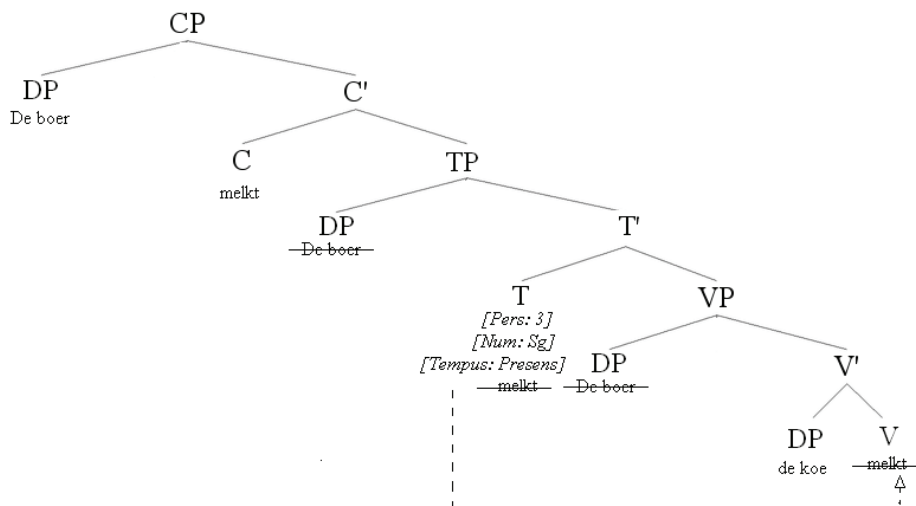 CP
DP
De boer
C'
C
melkt
TP
DP
De boer
T'
T
[Pers: 3]
[Num: Sg]
[Tempus: Presens]
melkt
VP
DP
De boer
V'
DP
de koe
V
melkt